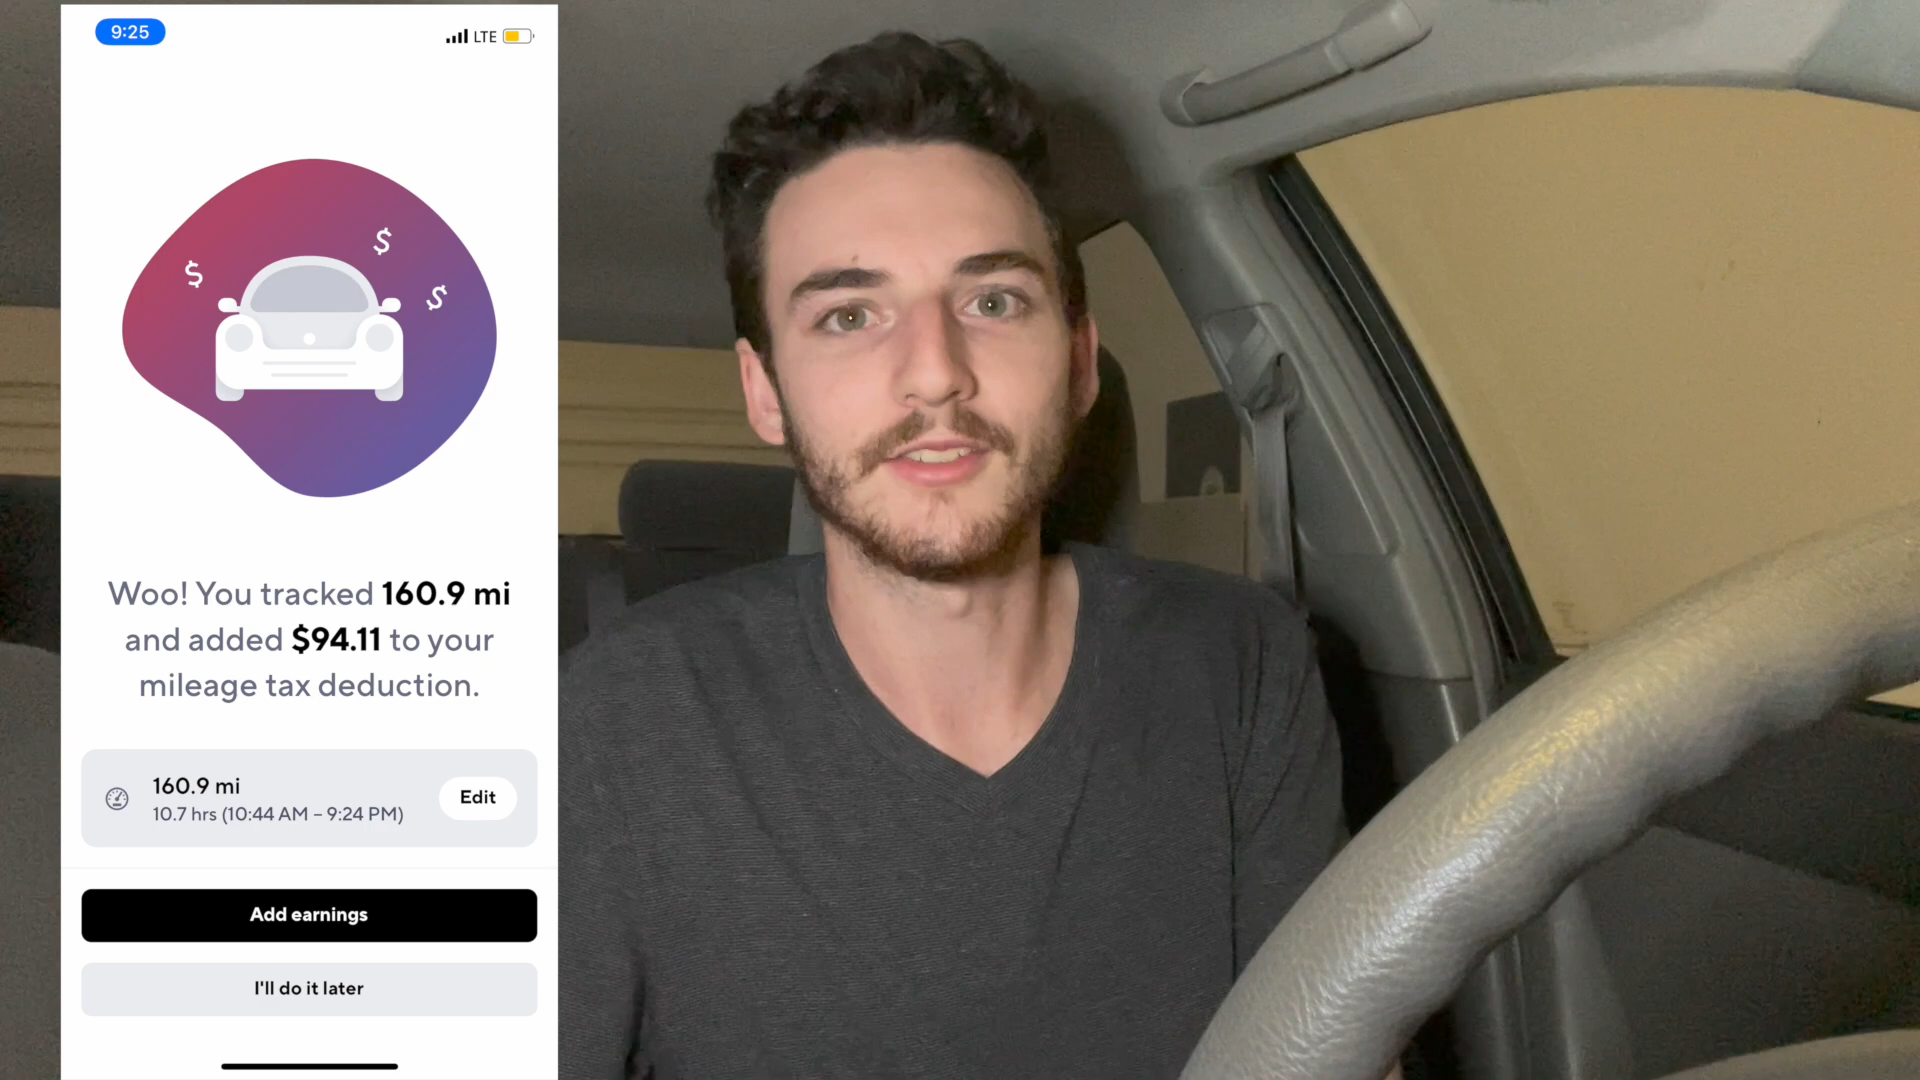 9:25
LTE
$
$
$
Woo! You tracked 160.9 mi
and added $94.11 to your
mileage tax deduction.
160.9 mi
10.7 hrs (10:44 AM – 9:24 PM)
Edit
Add earnings
I'll do it later